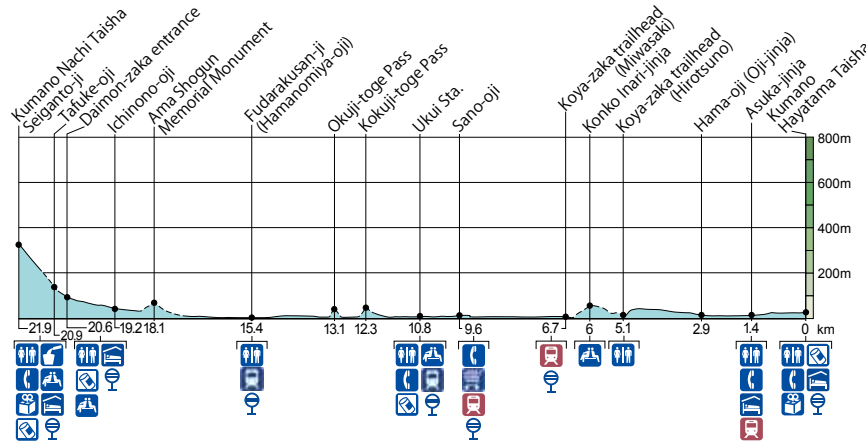 Kumano Nachi Taisha
Seiganto-ji
Tafuke-oji
Daimon-zaka entrance
Ichinono-oji
Ama Shogun
Memorial Monument
Fudarakusan-ji
(Hamanomiya-oji)
Okuji-toge Pass
Kokuji-toge Pass
Ukui Sta.
Sano-oji
Koya-zaka trailhead
(Miwasaki)
Konko Inari-jinja
Koya-zaka trailhead
(Hirotsuno)
Hama-oji (Oji-jinja)
Asuka-jinja
Kumano
Hayatama Taisha
800m
600m
400m
200m
21.9
20.9
20.6
19.2
18.1
15.4
13.1
12.3
10.8
9.6
6.7
6
5.1
2.9
1.4
0
km